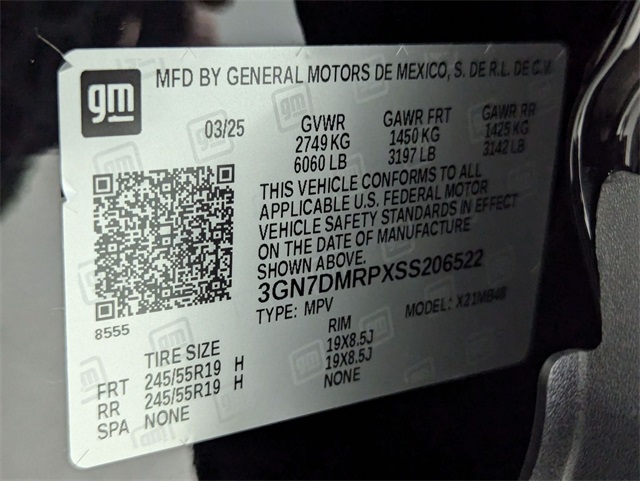 gm
MFD BY GENERAL MOTORS DE MEXICO, S. DE R.L. DE C.V.
03/25
GVWR GAWR FRT GAWR RR
2749 KG 1450 KG 1425 KG
6060 LB 3197 LB 3142 LB
THIS VEHICLE CONFORMS TO ALL
APPLICABLE U.S. FEDERAL MOTOR
VEHICLE SAFETY STANDARDS IN EFFECT
ON THE DATE OF MANUFACTURE
SHOWN ABOVE.
3GN7DMRPXSS206522
TYPE: MPV MODEL: X21MB48
8555
TIRE SIZE RIM
FRT 245/55R19 H 19X8.5J
RR 245/55R19 H 19X8.5J
SPA NONE NONE